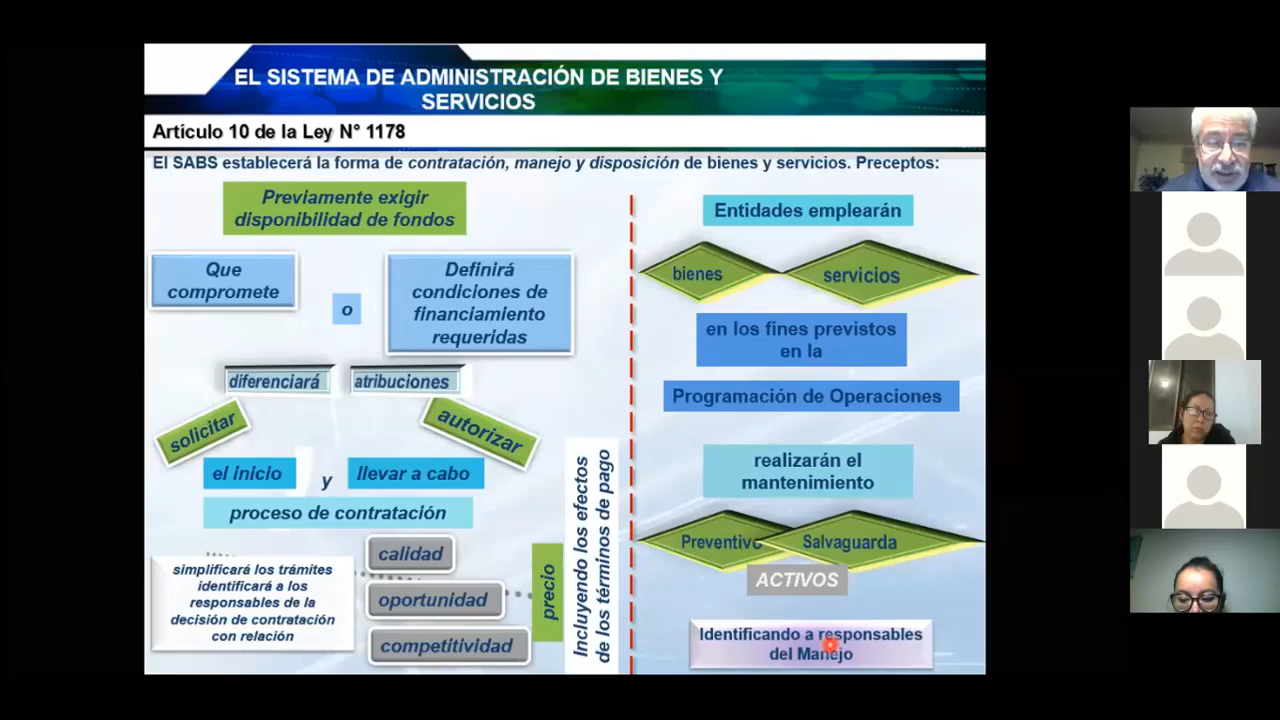 EL SISTEMA DE ADMINISTRACIÓN DE BIENES Y
SERVICIOS
Artículo 10 de la Ley N° 1178
El SABS establecerá la forma de contratación, manejo y disposición de bienes y servicios. Preceptos:
Previamente exigir
disponibilidad de fondos
Que
compromete
o
Definirá
condiciones de
financiamiento
requeridas
diferenciará
atribuciones
solicitar
autorizar
el inicio
y
llevar a cabo
proceso de contratación
simplificará los trámites
identificará a los
responsables de la
decisión de contratación
con relación
calidad
oportunidad
competitividad
precio
Incluyendo los efectos
de los términos de pago
Entidades emplearán
bienes
servicios
en los fines previstos
en la
Programación de Operaciones
realizarán el
mantenimiento
Preventivo
Salvaguarda
ACTIVOS
Identificando a responsables
del Manejo